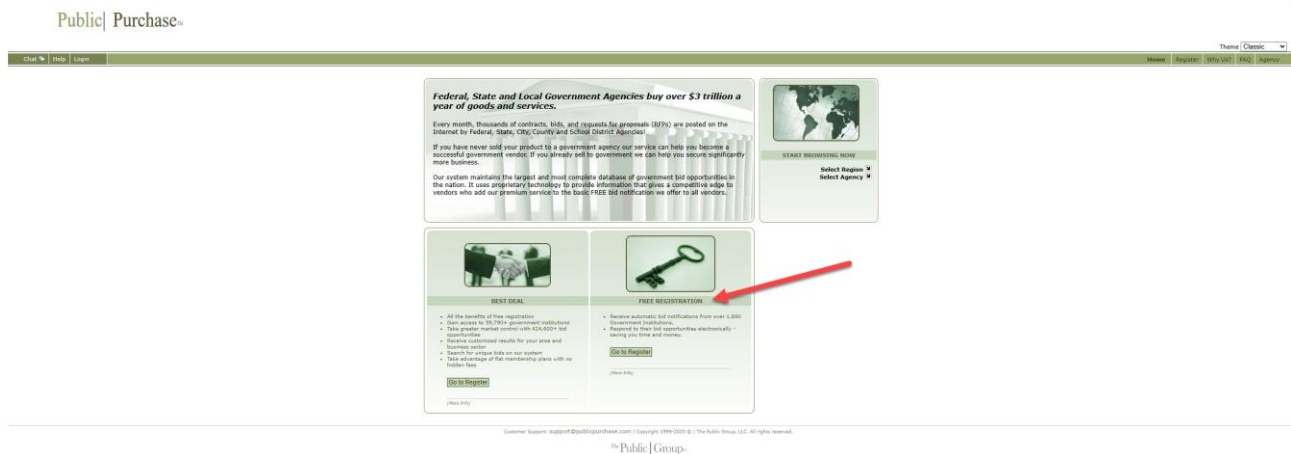 Public| Purchase
Theme Classic
Chat Help Login
Home Register Why Us? FAQ Agency
Federal, State and Local Government Agencies buy over $3 trillion a
year of goods and services.
Every month, thousands of contracts, bids, and requests for proposals (RFPs) are posted on the
Internet by Federal, State, City, County and School District Agencies!
If you have never sold your product to a government agency our service can help you become a
successful government vendor. If you already sell to government we can help you secure significantly
more business.
Our system maintains the largest and most complete database of government bid opportunities in
the nation. It uses proprietary technology to provide information that gives a competitive edge to
vendors who add our premium service to the basic FREE bid notification we offer to all vendors.
START BROWSING NOW
Select Region
Select Agency
BEST DEAL
• All the benefits of free registration
• Gain access to 39,790+ government institutions
• Take greater market control with 424,600+ bid
opportunities
• Receive customized results for your area and
business sector
• Search for unique bids on our system
• Take advantage of flat membership plans with no
hidden fees
Go to Register
[More Info]
FREE REGISTRATION
• Receive automatic bid notifications from over
Government Institutions.
• Respond to their bid opportunities electronically -
saving you time and money.
Go to Register
[More Info]
Customer Support: support@publicpurchase.com | Copyright 1999-2025 © | The Public Group, LLC. All rights reserved.
The Public | Group